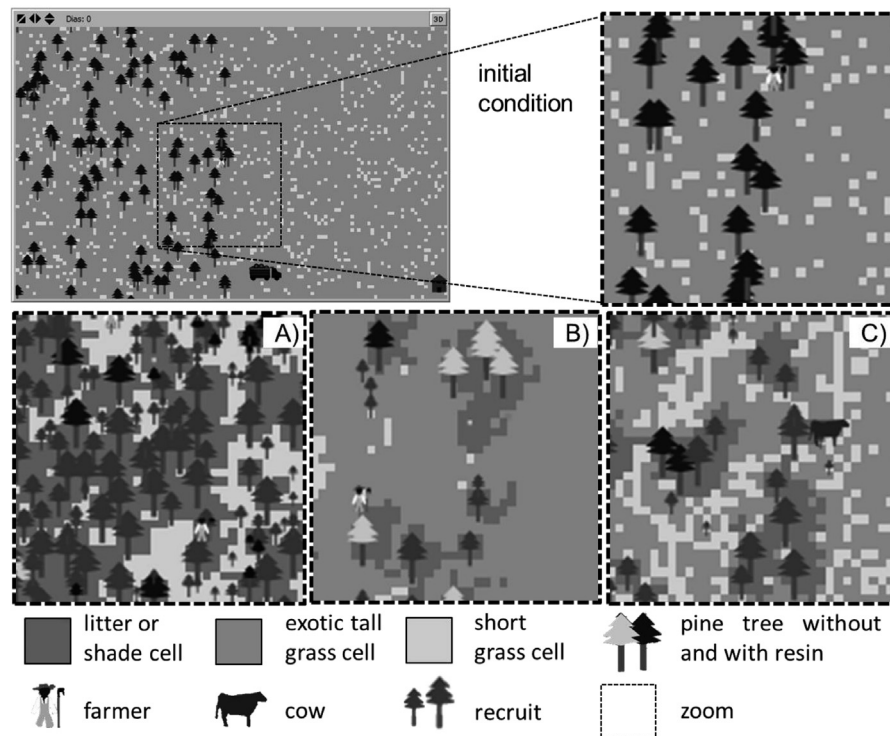 Dias: 0
3D
initial
condition
A)
B)
C)
litter or
shade cell
exotic tall
grass cell
short
grass cell
pine tree without
and with resin
farmer
cow
recruit
zoom